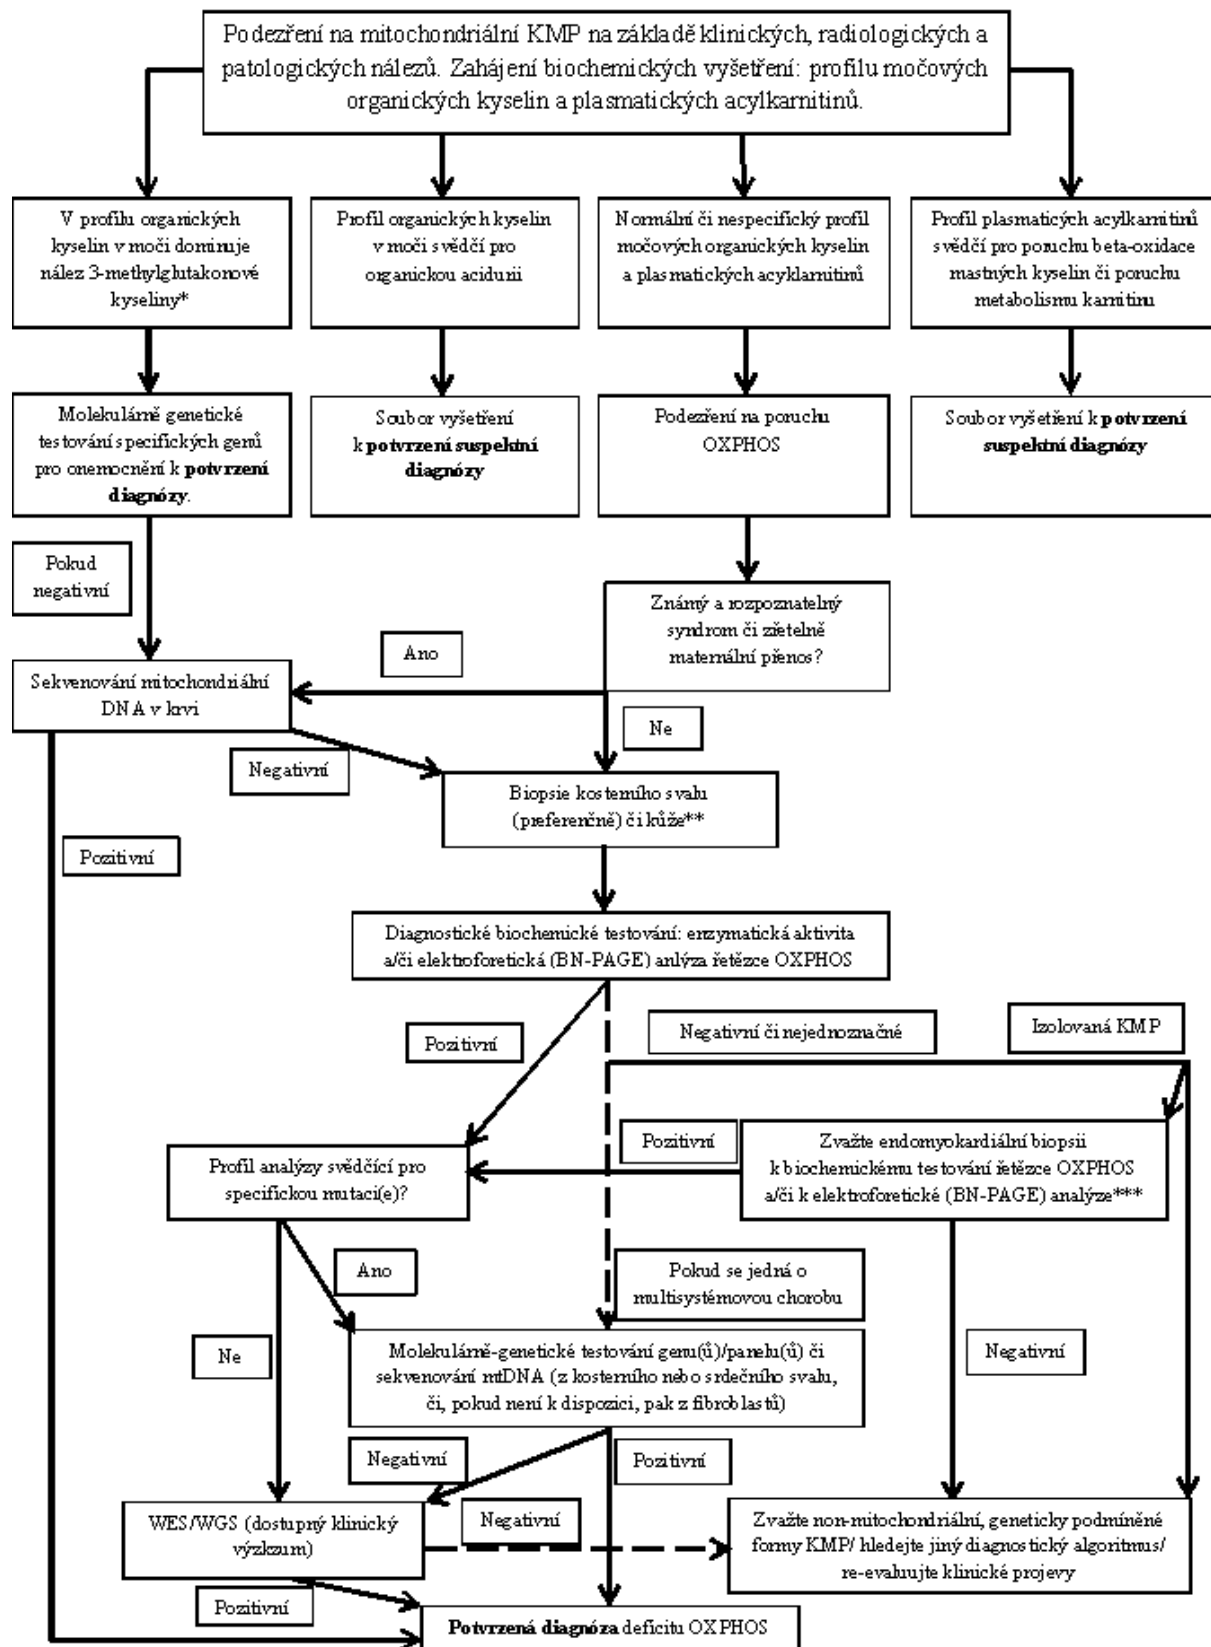 Podezření na mitochondriální KMP na základě klinických, radiologických a
patologických nálezů. Zahájení biochemických vyšetření: profilu močových
organických kyselin a plasmatických acylkarnitinů.
V profilu organických
kyselin v moči dominuje
nález 3-methylglutakonové
kyseliny*
Profil organických kyselin
v moči svědčí pro
organickou acidurii
Normální či nespecifický profil
močových organických kyselin
a plasmatických acyklarnitinů
Profil plasmaticých acylkarnitinů
svědčí pro poruchu beta-oxidace
mastných kyselin či poruchu
metabolismu karnitinu
Molekulárně genetické
testování specifických genů
pro onemocnění k potvrzení
diagnózy.
Soubor vyšetření
k potvrzení suspektní
diagnózy
Podezření na poruchu
OXPHOS
Soubor vyšetření k potvrzení
suspektní diagnózy
Pokud
negativní
Známý a rozpoznatelný
syndrom či zřetelně
maternální přenos?
Ano
Sekvenování mitochondriální
DNA v krvi
Ne
Negativní
Biopsie kosterního svalu
(preferenčně) či kůže**
Pozitivní
Diagnostické biochemické testování: enzymatická aktivita
a/či elektroforetická (BN-PAGE) anlýza řetězce OXPHOS
Negativní či nejednoznačné
Izolovaná KMP
Pozitivní
Profil analýzy svědčící pro
specifickou mutaci(e)?
Pozitivní
Zvažte endomyokardiální biopsii
k biochemickému testování řetězce OXPHOS
a/či k elektroforetické (BN-PAGE) analýze***
Ano
Pokud se jedná o
multisystémovou chorobu
Ne
Negativní
Molekulárně-genetické testování genu(ů)/panelu(ů) či
sekvenování mtDNA (z kosterního nebo srdečního svalu,
či, pokud není k dispozici, pak z fibroblastů)
Negativní
Pozitivní
WES/WGS (dostupný klinický
výzkzum)
Negativní
Zvažte non-mitochondriální, geneticky podmíněné
formy KMP/ hledejte jiný diagnostický algoritmus/
re-evaluujte klinické projevy
Pozitivní
Potvrzená diagnóza deficitu OXPHOS